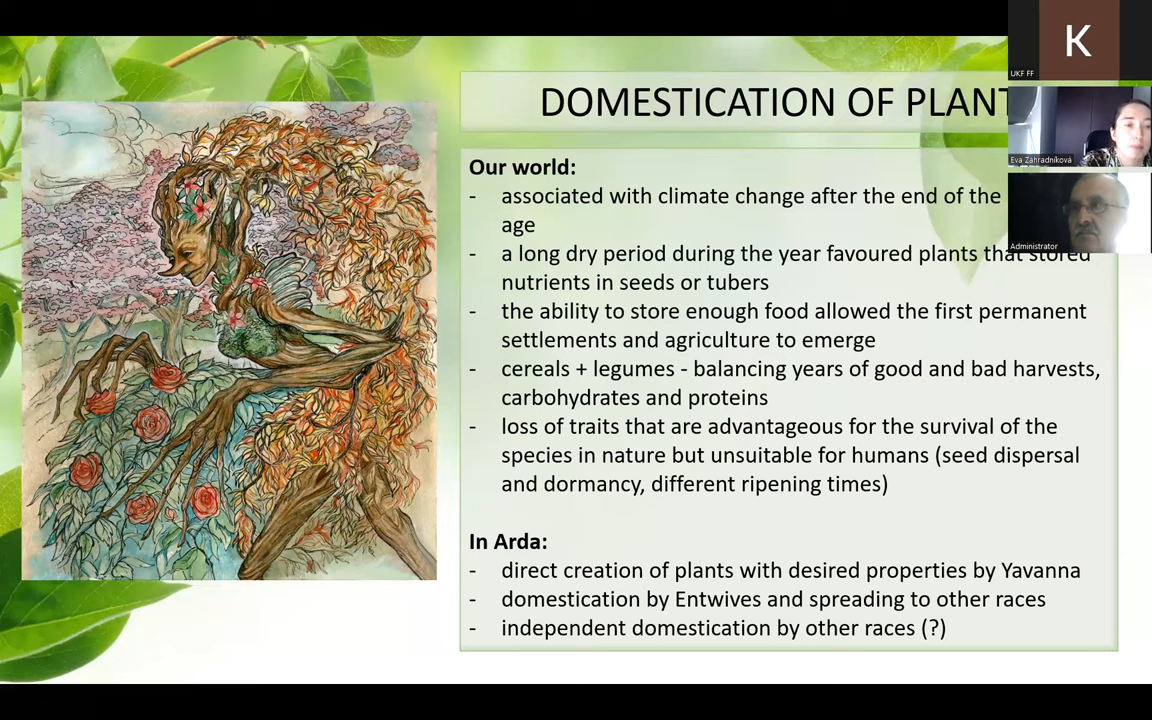 K
UKF FF
Eva Zahradníková
Administrator
DOMESTICATION OF PLANT
Our world:
- associated with climate change after the end of the
age
- a long dry period during the year favoured plants that stored
nutrients in seeds or tubers
- the ability to store enough food allowed the first permanent
settlements and agriculture to emerge
- cereals + legumes - balancing years of good and bad harvests,
carbohydrates and proteins
- loss of traits that are advantageous for the survival of the
species in nature but unsuitable for humans (seed dispersal
and dormancy, different ripening times)
In Arda:
- direct creation of plants with desired properties by Yavanna
- domestication by Entwives and spreading to other races
- independent domestication by other races (?)